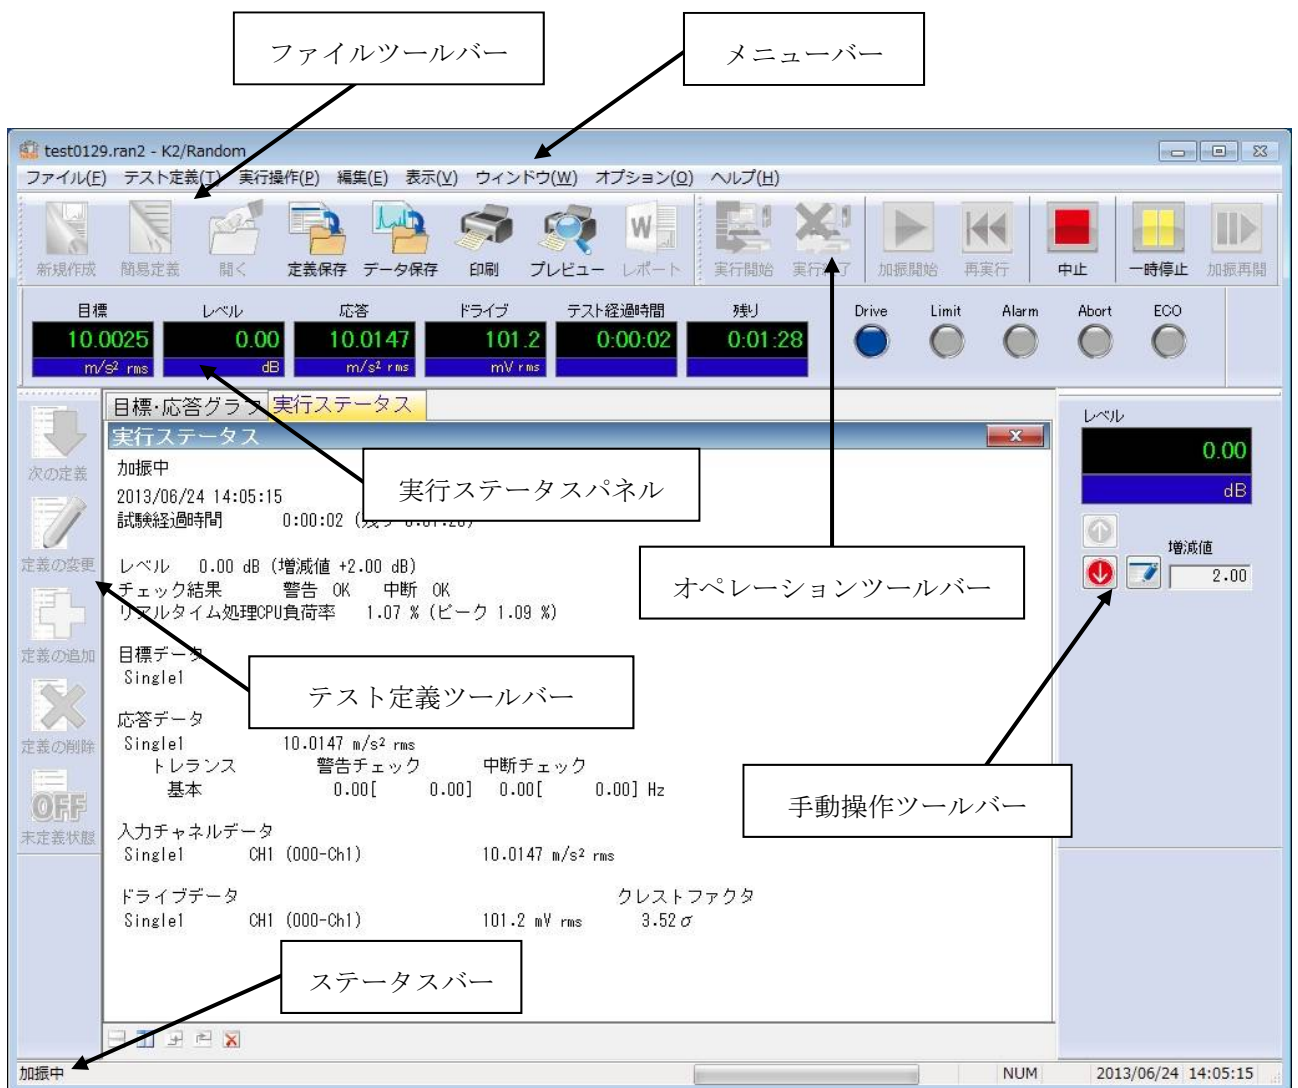 ファイルツールバー
メニューバー
test0129.ran2 - K2/Random
ファイル(F) テスト定義(T) 実行操作(P) 編集(E) 表示(V) ウィンドウ(W) オプション(O) ヘルプ(H)
新規作成 簡易定義 開く 定義保存 データ保存 印刷 プレビュー レポート 実行開始 実行終了 加振開始 再実行 中止 一時停止 加振再開
目標 レベル 応答 ドライブ テスト経過時間 残り Drive Limit Alarm Abort ECO
10.0025 0.00 10.0147 101.2 0:00:02 0:01:28
m/s² rms dB m/s² rms mV rms
目標・応答グラフ 実行ステータス
実行ステータス
加振中
2013/06/24 14:05:15
試験経過時間 0:00:02 (残り 0:01:28)
実行ステータスパネル
レベル 0.00 dB (増減値 +2.00 dB)
チェック結果 警告 OK 中断 OK
リアルタイム処理CPU負荷率 1.07 % (ピーク 1.09 %)
オペレーションツールバー
目標データ
Single1
テスト定義ツールバー
応答データ
Single1 10.0147 m/s² rms
トレランス 警告チェック 中断チェック
基本 0.00[ 0.00] 0.00[ 0.00] Hz
手動操作ツールバー
入力チャネルデータ
Single1 CH1 (000-Ch1) 10.0147 m/s² rms
ドライブデータ クレストファクタ
Single1 CH1 (000-Ch1) 101.2 mV rms 3.52 σ
ステータスバー
次の定義
定義の変更
定義の追加
定義の削除
OFF
未定義状態
レベル
0.00
dB
増減値
2.00
加振中 NUM 2013/06/24 14:05:15